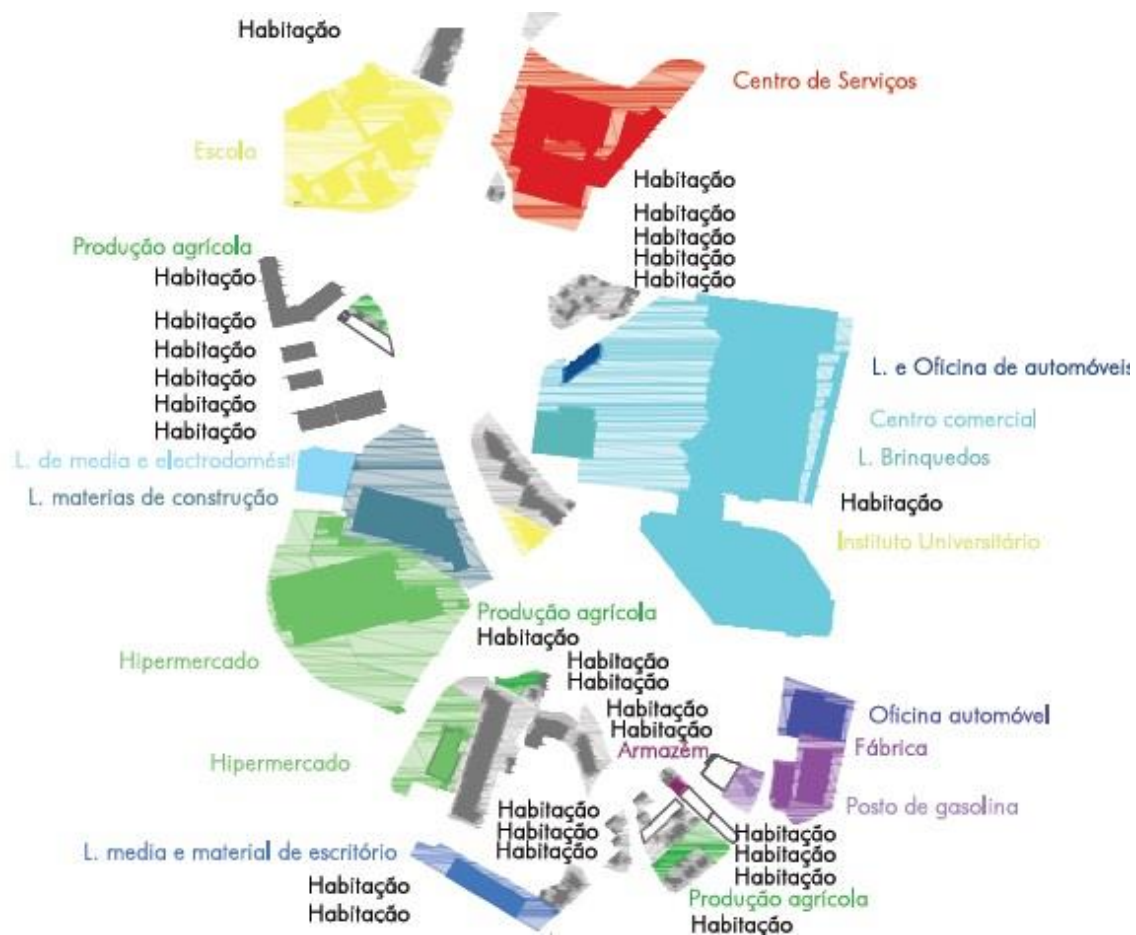 Habitação
Centro de Serviços
Escola
Habitação
Habitação
Habitação
Habitação
Habitação
Produção agrícola
Habitação
Habitação
Habitação
Habitação
Habitação
Habitação
L. e Oficina de automóveis
Centro comercial
L. Brinquedos
L. de media e electrodomésti
L. materias de construção
Habitação
Instituto Universitário
Produção agrícola
Habitação
Hipermercado
Habitação
Habitação
Habitação
Habitação
Armazém
Oficina automóvel
Fábrica
Hipermercado
Posto de gasolina
Habitação
Habitação
Habitação
Habitação
Habitação
Habitação
L. media e material de escritório
Habitação
Habitação
Produção agrícola
Habitação